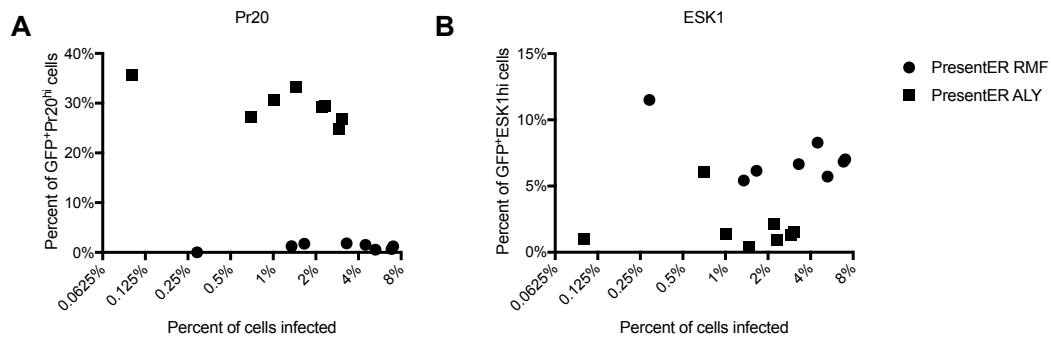 A
Pr20
Percent of GFP⁺Pr20ʰⁱ cells
40%
30%
20%
10%
0%
0.0625%
0.125%
0.25%
0.5%
1%
2%
4%
8%
Percent of cells infected
B
ESK1
Percent of GFP⁺ESK1hi cells
15%
10%
5%
0%
0.0625%
0.125%
0.25%
0.5%
1%
2%
4%
8%
Percent of cells infected
PresentER RMF
PresentER ALY